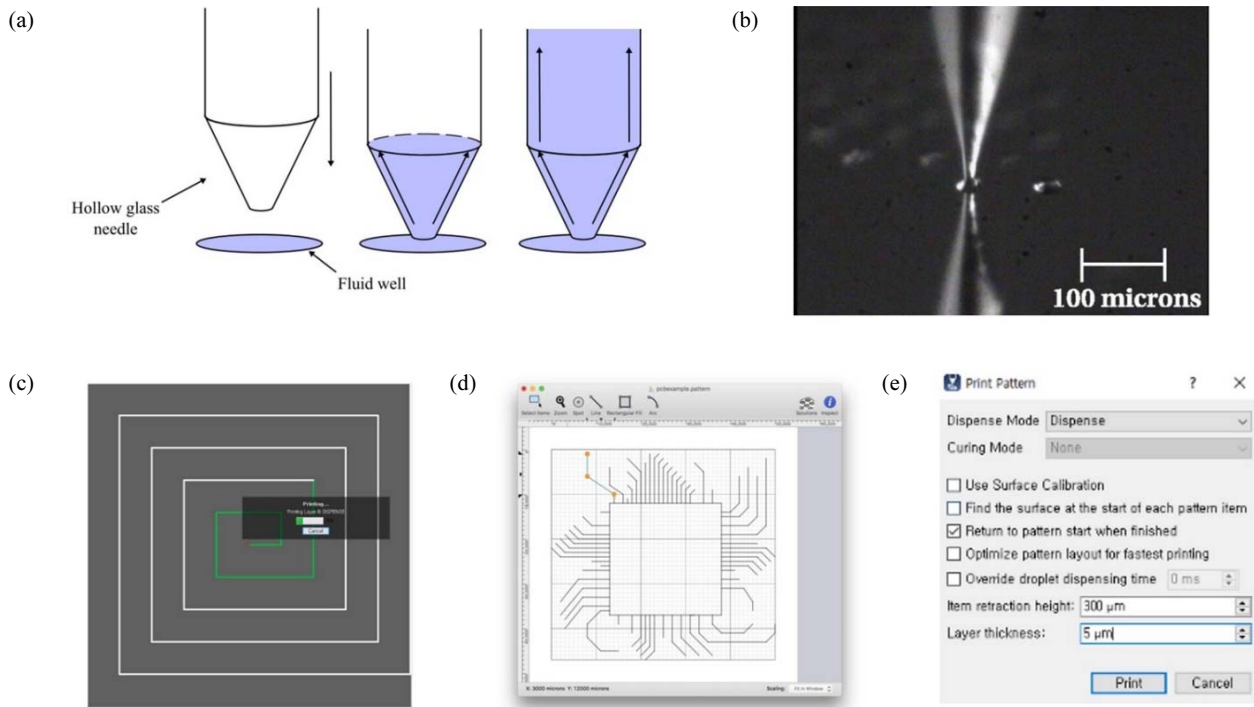 (a)
Hollow glass
needle
Fluid well
(b)
100 microns
(c)
Printing...
Cancel
(d)
pcbexample.pattern
Select Items Zoom Spot Line Rectangular Fill Arc Solutions Inspect
X: 3000 microns Y: 12000 microns
Scaling: Fit in Window
(e)
Print Pattern ? ×
Dispense Mode Dispense
Curing Mode None
Use Surface Calibration
Find the surface at the start of each pattern item
Return to pattern start when finished
Optimize pattern layout for fastest printing
Override droplet dispensing time 0 ms
Item retraction height: 300 µm
Layer thickness: 5 µm
Print Cancel